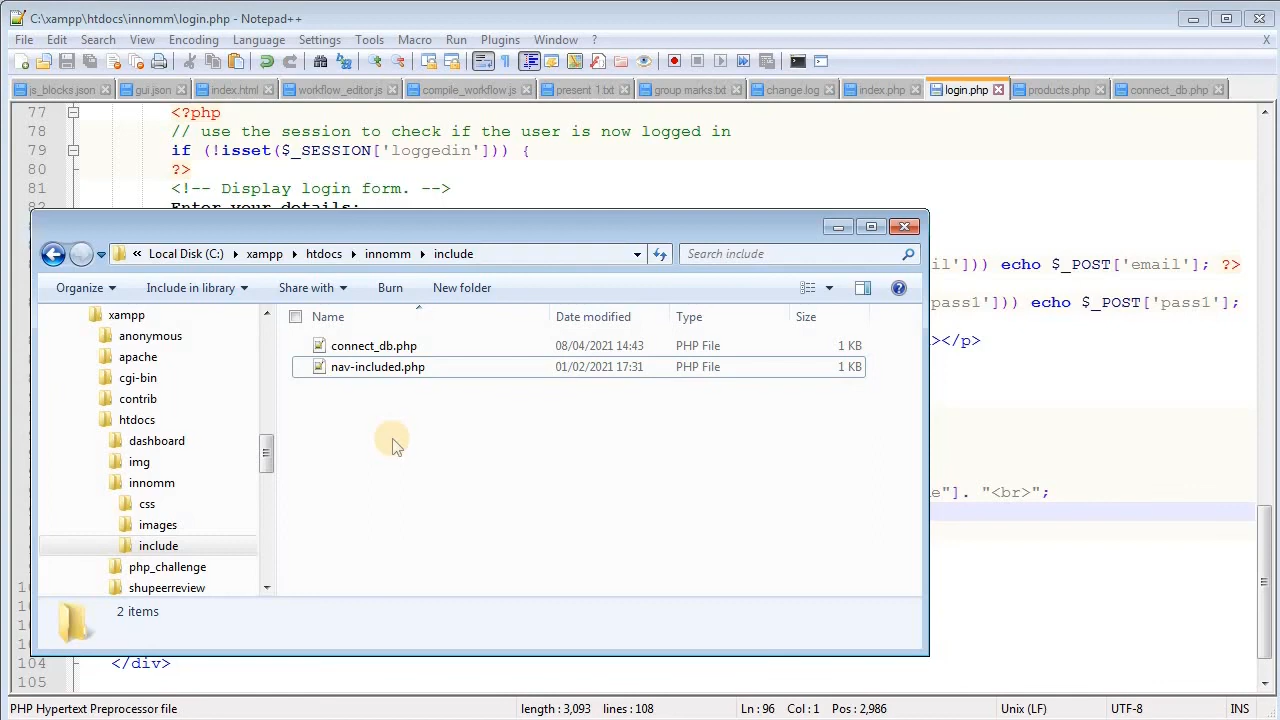 C:\xampp\htdocs\innomm\login.php - Notepad++
File Edit Search View Encoding Language Settings Tools Macro Run Plugins Window ? X
js_blocks.json gui.json index.html workflow_editor.js compile_workflow.js present 1.txt group marks.txt change.log index.php login.php products.php connect_db.php
77 <?php
78 // use the session to check if the user is now logged in
79 if (!isset($_SESSION['loggedin'])) {
80 ?>
81 <!-- Display login form. -->
82 Enter your details:
il'])) echo $_POST['email']; ?>
pass1'])) echo $_POST['pass1'];
></p>
e"]. "<br>";
« Local Disk (C:) xampp htdocs innomm include Search include
Organize Include in library Share with Burn New folder
Name Date modified Type Size
connect_db.php 08/04/2021 14:43 PHP File 1 KB
nav-included.php 01/02/2021 17:31 PHP File 1 KB
xampp
anonymous
apache
cgi-bin
contrib
htdocs
dashboard
img
innomm
css
images
include
php_challenge
shupeerreview
2 items
104 </div>
105
PHP Hypertext Preprocessor file length : 3,093 lines : 108 Ln : 96 Col : 1 Pos : 2,986 Unix (LF) UTF-8 INS